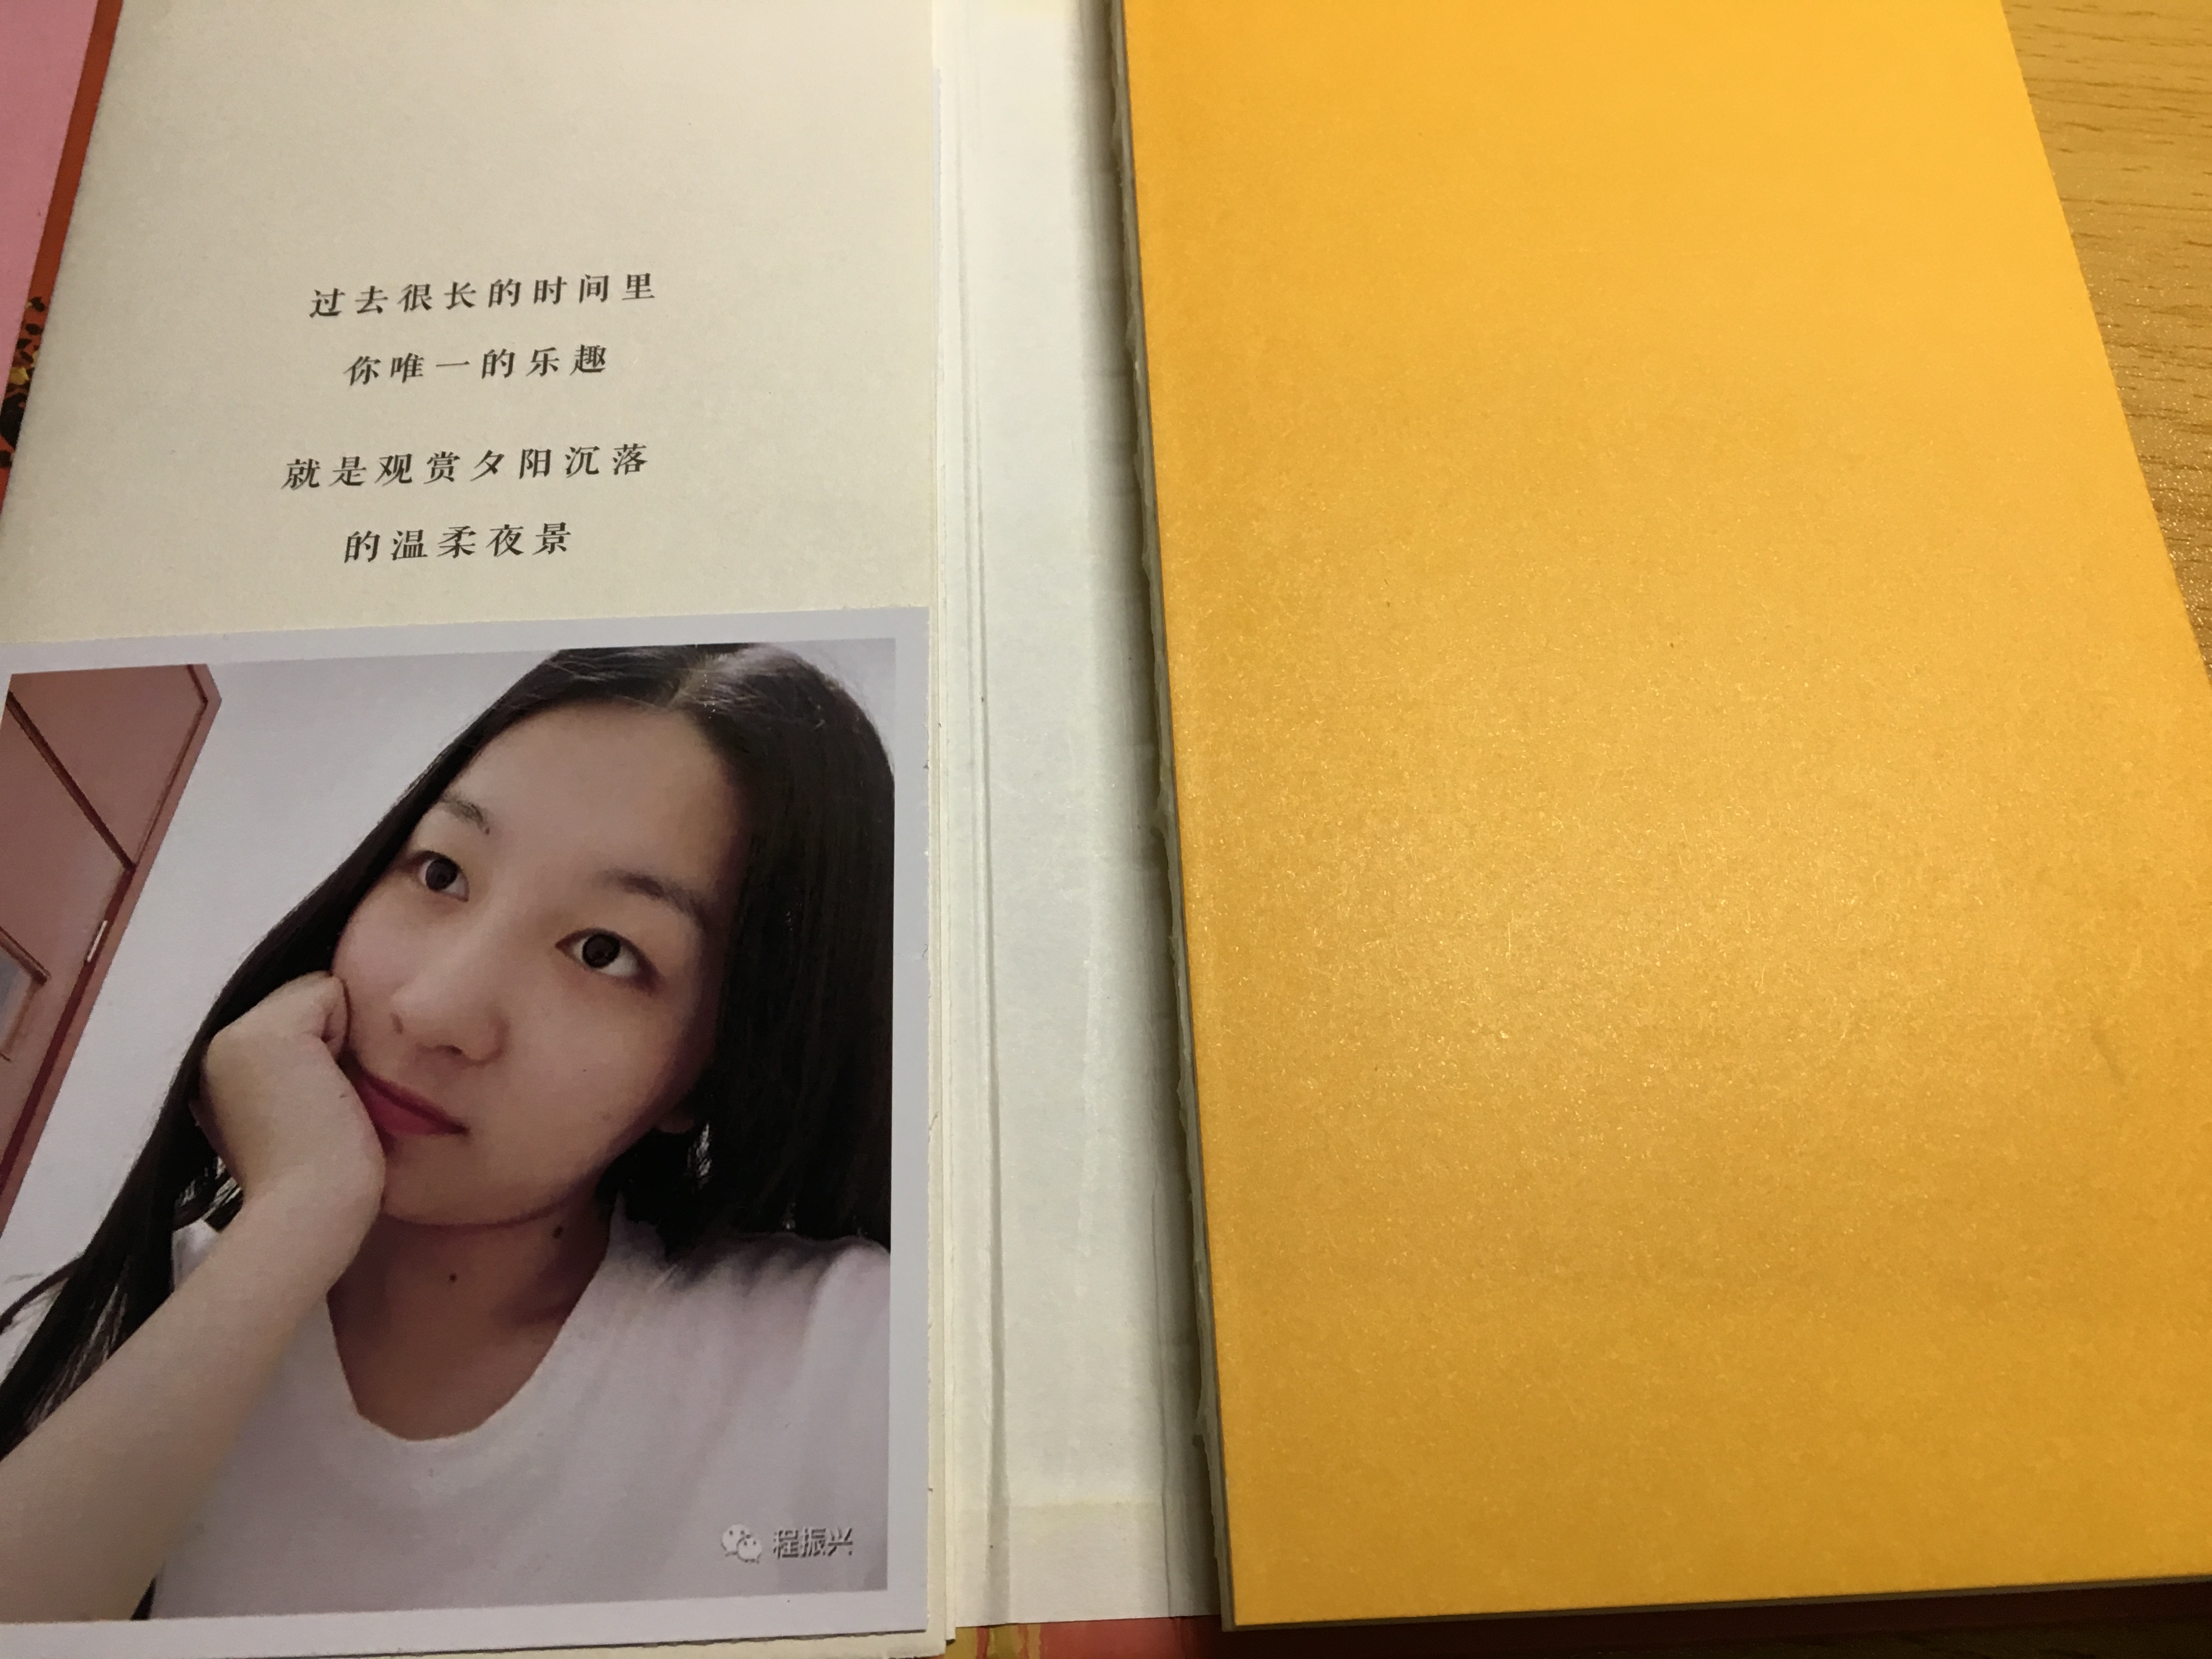 过去很长的时间里
你唯一的乐趣
就是观赏夕阳沉落
的温柔夜景
程振兴